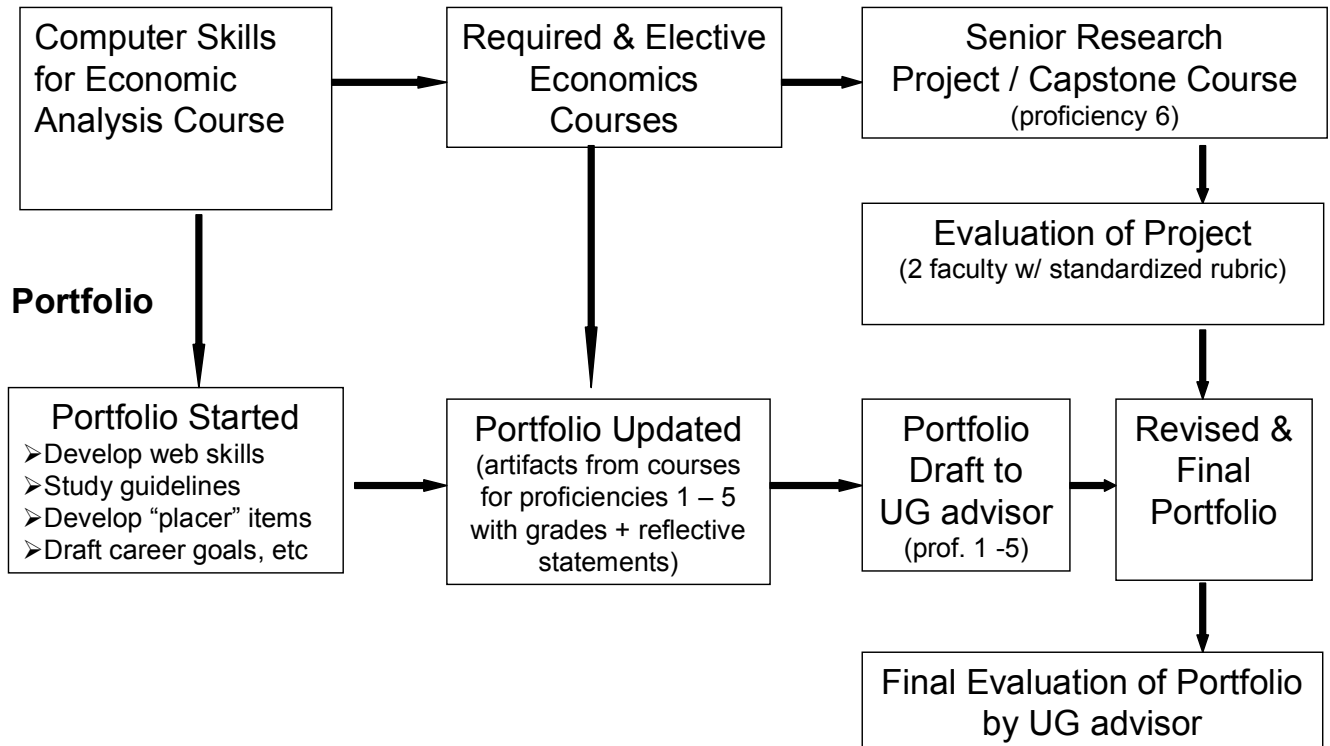 Computer Skills
for Economic
Analysis Course
Required & Elective
Economics
Courses
Senior Research
Project / Capstone Course
(proficiency 6)
Evaluation of Project
(2 faculty w/ standardized rubric)
Portfolio
Portfolio Started
➢Develop web skills
➢Study guidelines
➢Develop “placer” items
➢Draft career goals, etc
Portfolio Updated
(artifacts from courses
for proficiencies 1 – 5
with grades + reflective
statements)
Portfolio
Draft to
UG advisor
(prof. 1 -5)
Revised &
Final
Portfolio
Final Evaluation of Portfolio
by UG advisor